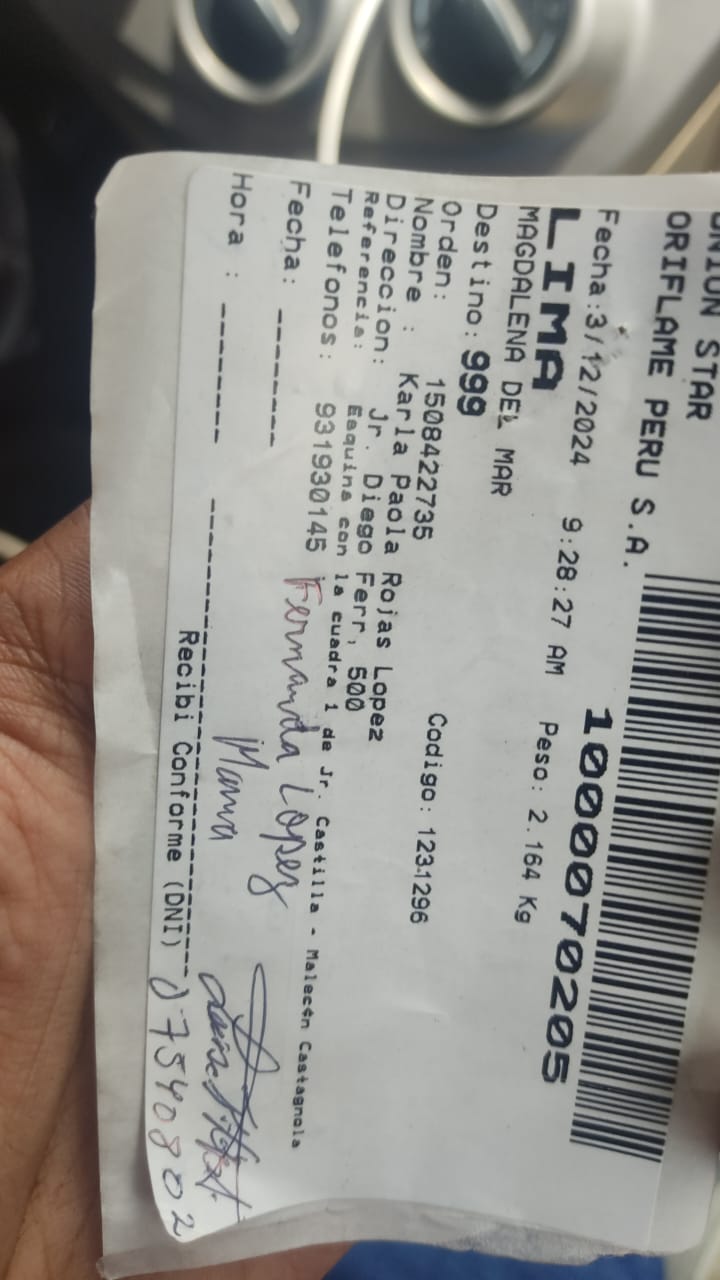 UNION STAR
ORIFLAME PERU S.A.
1000070205
Fecha:3/12/2024 9:28:27 AM Peso: 2.164 Kg
LIMA
MAGDALENA DEL MAR
Destino: 999
Orden: 1508422735 Codigo: 1231296
Nombre : Karla Paola Rojas Lopez
Direccion: Jr. Diego Ferr, 500
Referencia: Esquina con la cuadra 1 de Jr. Castilla - Malecón Castagnola
Telefonos: 931930145
Fecha: --------
Fernanda Lopez
Hora : --------
Mama
Recibi Conforme (DNI) 07540802